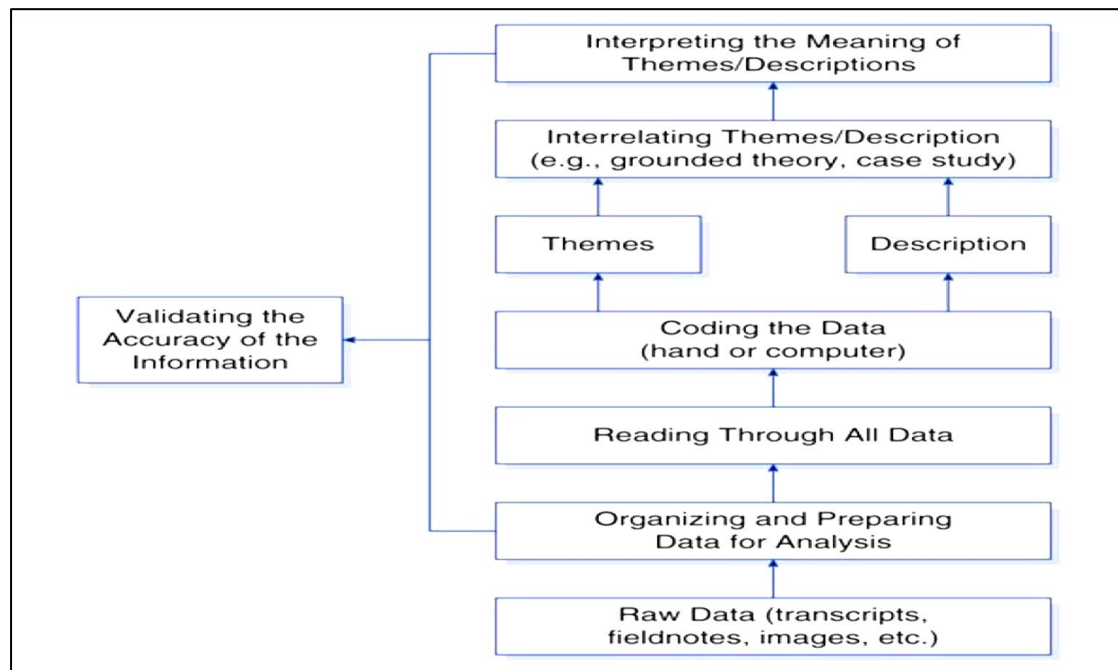 Interpreting the Meaning of
Themes/Descriptions
Interrelating Themes/Description
(e.g., grounded theory, case study)
Themes
Description
Validating the
Accuracy of the
Information
Coding the Data
(hand or computer)
Reading Through All Data
Organizing and Preparing
Data for Analysis
Raw Data (transcripts,
fieldnotes, images, etc.)